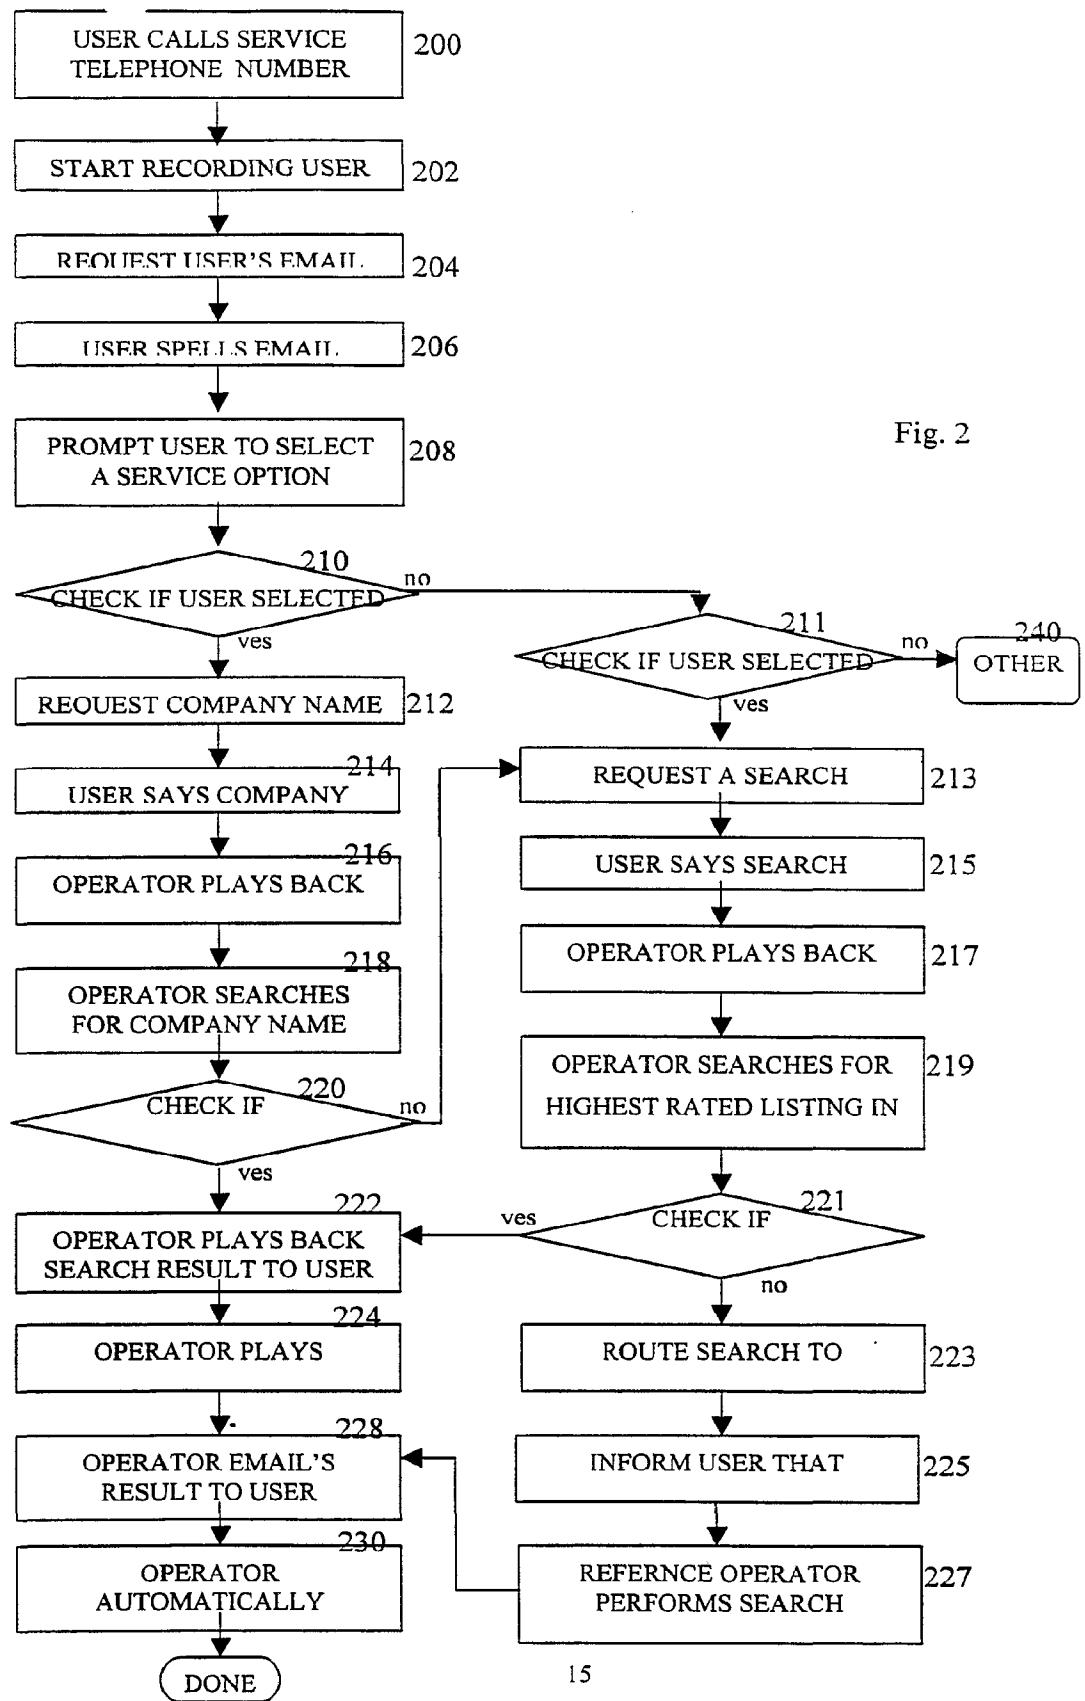 USER CALLS SERVICE
TELEPHONE NUMBER
200
START RECORDING USER
202
REQUEST USER'S EMAIL
204
USER SPELLS EMAIL
206
PROMPT USER TO SELECT
A SERVICE OPTION
208
Fig. 2
210
CHECK IF USER SELECTED
no
yes
211
CHECK IF USER SELECTED
no
yes
240
OTHER
REQUEST COMPANY NAME
212
214
USER SAYS COMPANY
216
OPERATOR PLAYS BACK
218
OPERATOR SEARCHES
FOR COMPANY NAME
220
CHECK IF
no
yes
REQUEST A SEARCH
213
USER SAYS SEARCH
215
OPERATOR PLAYS BACK
217
OPERATOR SEARCHES FOR
HIGHEST RATED LISTING IN
219
221
CHECK IF
yes
no
222
OPERATOR PLAYS BACK
SEARCH RESULT TO USER
224
OPERATOR PLAYS
228
OPERATOR EMAIL'S
RESULT TO USER
230
OPERATOR
AUTOMATICALLY
DONE
ROUTE SEARCH TO
223
INFORM USER THAT
225
REFERNCE OPERATOR
PERFORMS SEARCH
227
15